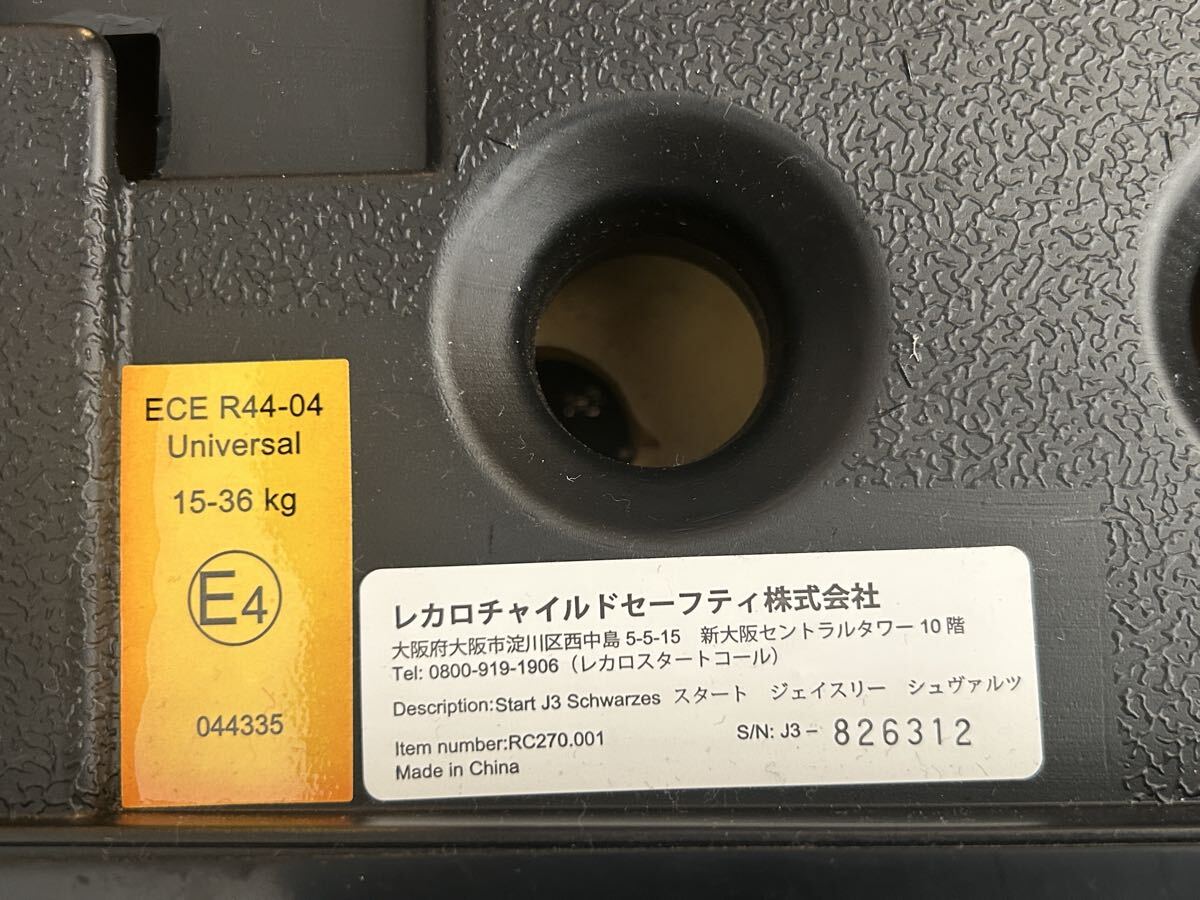 ECE R44-04
Universal
15-36 kg
E4
044335
レカロチャイルドセーフティ株式会社
大阪府大阪市淀川区西中島 5-5-15　新大阪セントラルタワー 10 階
Tel: 0800-919-1906（レカロスタートコール）
Description:Start J3 Schwarzes スタート　ジェイスリー　シュヴァルツ
Item number:RC270.001　S/N: J3 – 826312
Made in China